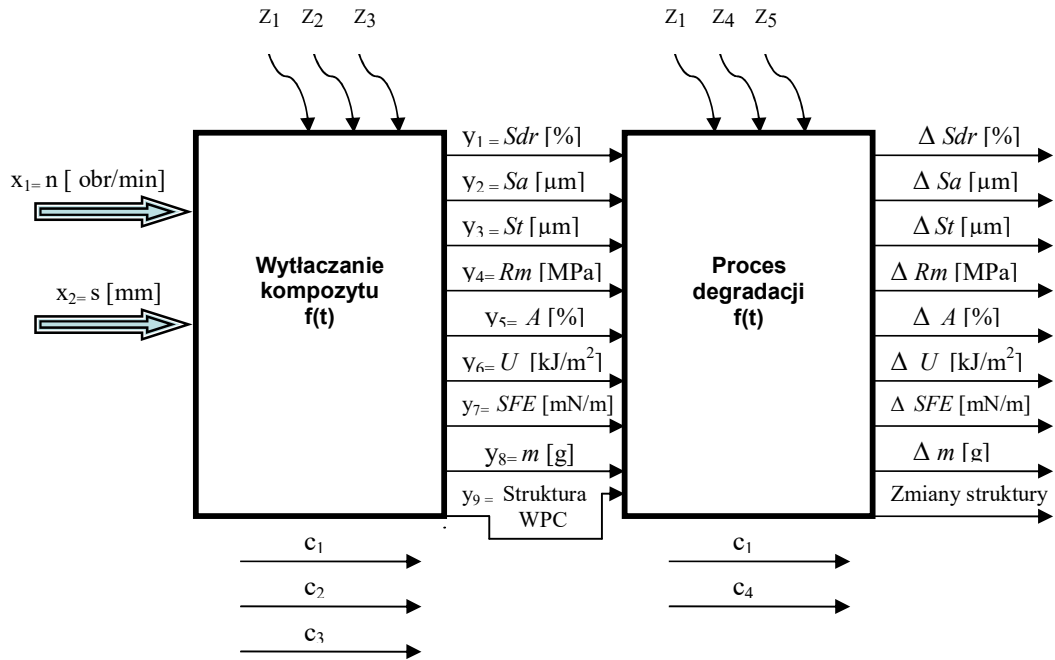 Z1 Z2 Z3 Z1 Z4 Z5
x1= n [ obr/min]
x2= s [mm]
Wytłaczanie
kompozytu
f(t)
y1 = Sdr [%]
y2 = Sa [µm]
y3 = St [µm]
y4= Rm [MPa]
y5= A [%]
y6= U [kJ/m²]
y7= SFE [mN/m]
y8= m [g]
y9 = Struktura
WPC
Proces
degradacji
f(t)
Δ Sdr [%]
Δ Sa [µm]
Δ St [µm]
Δ Rm [MPa]
Δ A [%]
Δ U [kJ/m²]
Δ SFE [mN/m]
Δ m [g]
Zmiany struktury
c1
c2
c3
c1
c4